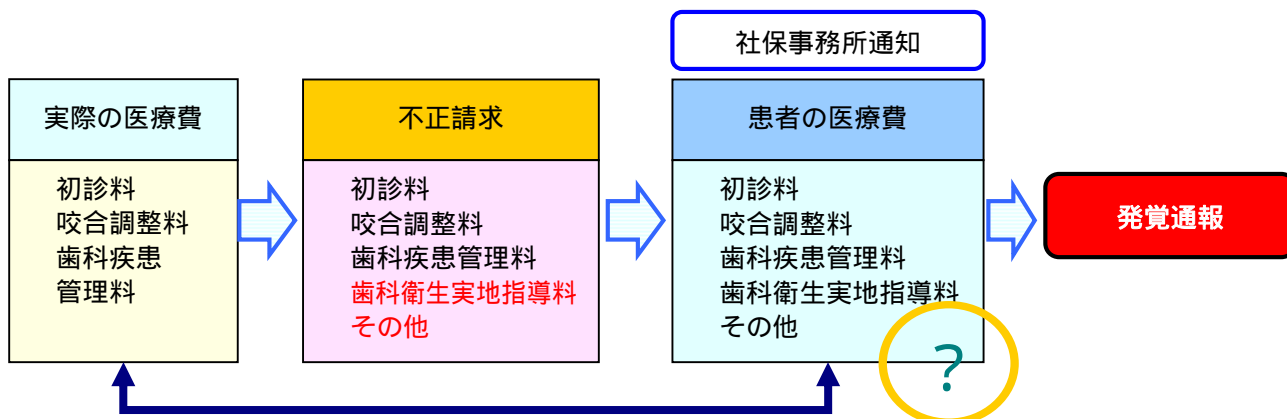 社保事務所通知
実際の医療費
初診料
咬合調整料
歯科疾患
管理料
不正請求
初診料
咬合調整料
歯科疾患管理料
歯科衛生実地指導料
その他
患者の医療費
初診料
咬合調整料
歯科疾患管理料
歯科衛生実地指導料
その他
?
発覚通報